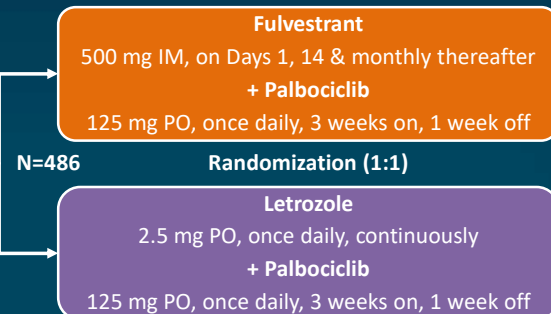 Fulvestrant
500 mg IM, on Days 1, 14 & monthly thereafter
+ Palbociclib
125 mg PO, once daily, 3 weeks on, 1 week off
N=486 Randomization (1:1)
Letrozole
2.5 mg PO, once daily, continuously
+ Palbociclib
125 mg PO, once daily, 3 weeks on, 1 week off